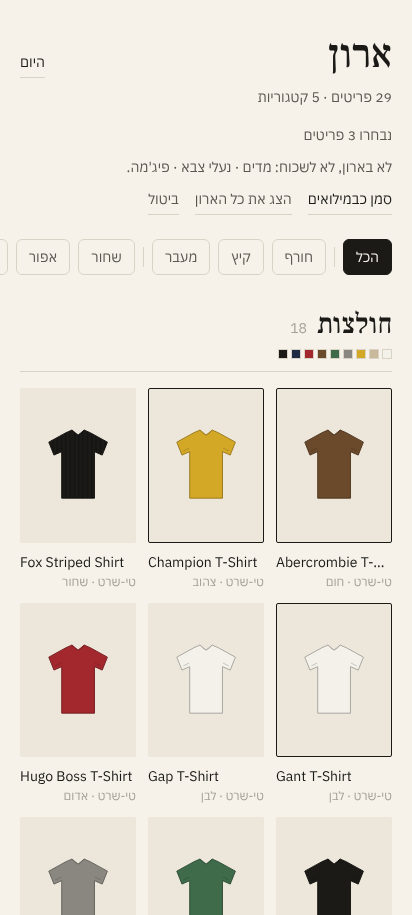 ארון
היום
29 פריטים · 5 קטגוריות
נבחרו 3 פריטים
לא בארון, לא לשכוח: מדים · נעלי צבא · פיג'מה.
סמן כבמילואים הצג את כל הארון ביטול
הכל חורף קיץ מעבר שחור אפור
חולצות 18
Abercrombie T-... Champion T-Shirt Fox Striped Shirt
טי-שרט · חום טי-שרט · צהוב טי-שרט · שחור
Gant T-Shirt Gap T-Shirt Hugo Boss T-Shirt
טי-שרט · לבן טי-שרט · לבן טי-שרט · אדום